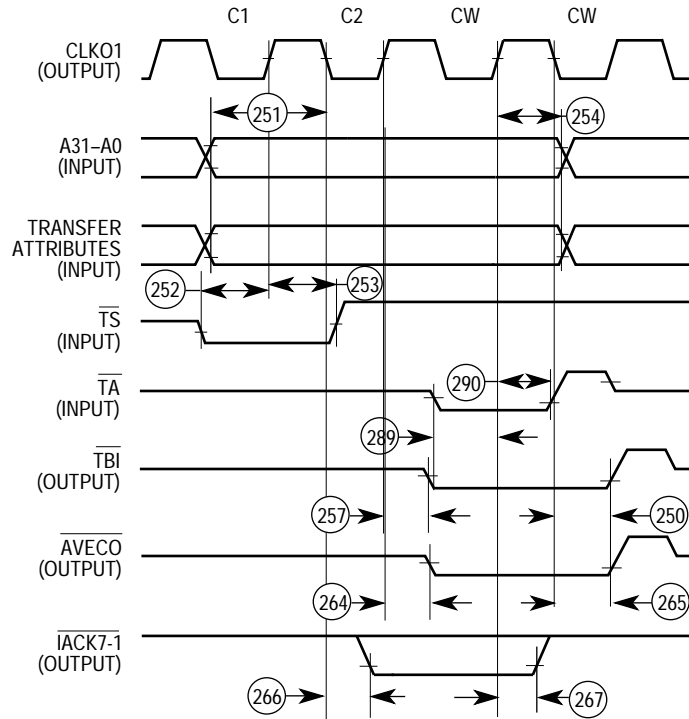 C1 C2 CW CW
CLKO1
(OUTPUT)
251
254
A31–A0
(INPUT)
TRANSFER
ATTRIBUTES
(INPUT)
252
253
TS
(INPUT)
290
TA
(INPUT)
289
TBI
(OUTPUT)
257
250
AVECO
(OUTPUT)
264
265
IACK7-1
(OUTPUT)
266
267